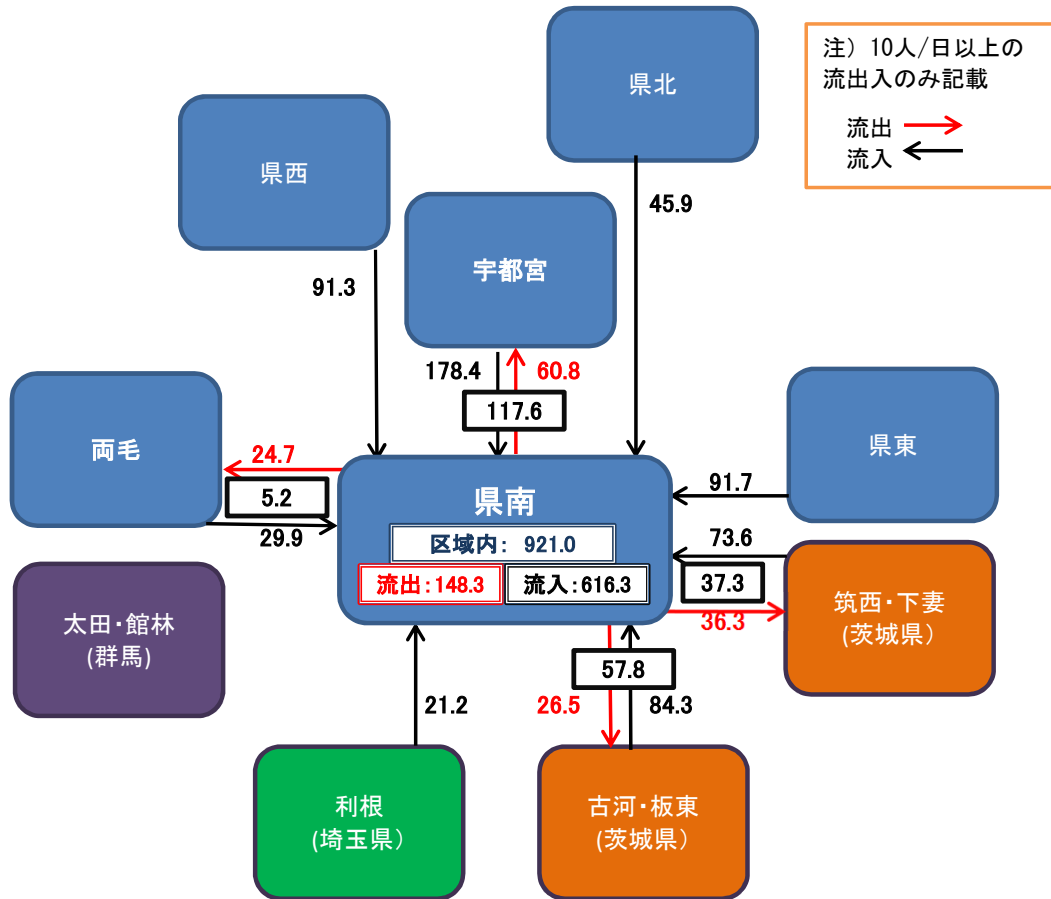 注） 10人/日以上の
流出入のみ記載
流出
流入
県北
県西
宇都宮
45.9
91.3
178.4
60.8
117.6
両毛
24.7
5.2
29.9
県東
91.7
県南
区域内： 921.0
流出：148.3
流入：616.3
73.6
37.3
36.3
筑西・下妻
(茨城県）
太田・館林
(群馬)
57.8
21.2
26.5
84.3
利根
(埼玉県）
古河・板東
(茨城県）